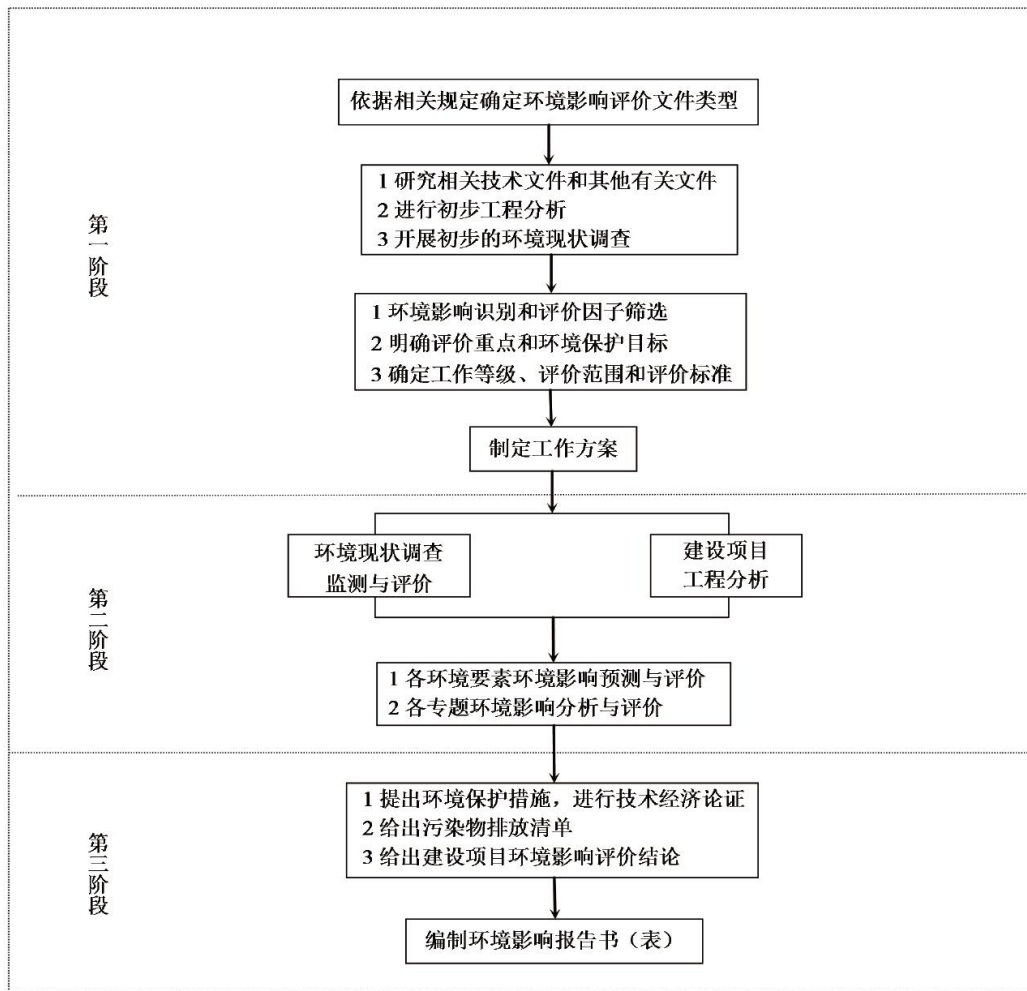 依据相关规定确定环境影响评价文件类型
第一阶段
1 研究相关技术文件和其他有关文件
2 进行初步工程分析
3 开展初步的环境现状调查
1 环境影响识别和评价因子筛选
2 明确评价重点和环境保护目标
3 确定工作等级、评价范围和评价标准
制定工作方案
第二阶段
环境现状调查
监测与评价
建设项目
工程分析
1 各环境要素环境影响预测与评价
2 各专题环境影响分析与评价
第三阶段
1 提出环境保护措施，进行技术经济论证
2 给出污染物排放清单
3 给出建设项目环境影响评价结论
编制环境影响报告书（表）